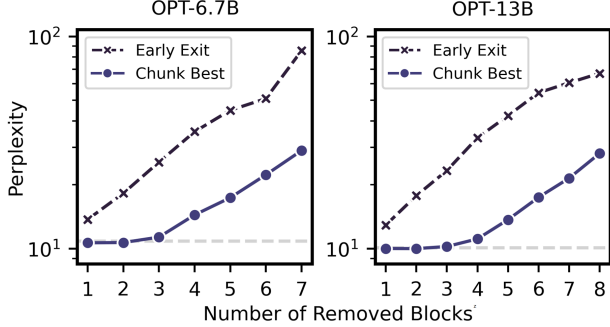 OPT-6.7B
OPT-13B
Perplexity
10²
10¹
Early Exit
Chunk Best
1 2 3 4 5 6 7
10²
10¹
Early Exit
Chunk Best
1 2 3 4 5 6 7 8
Number of Removed Blocks